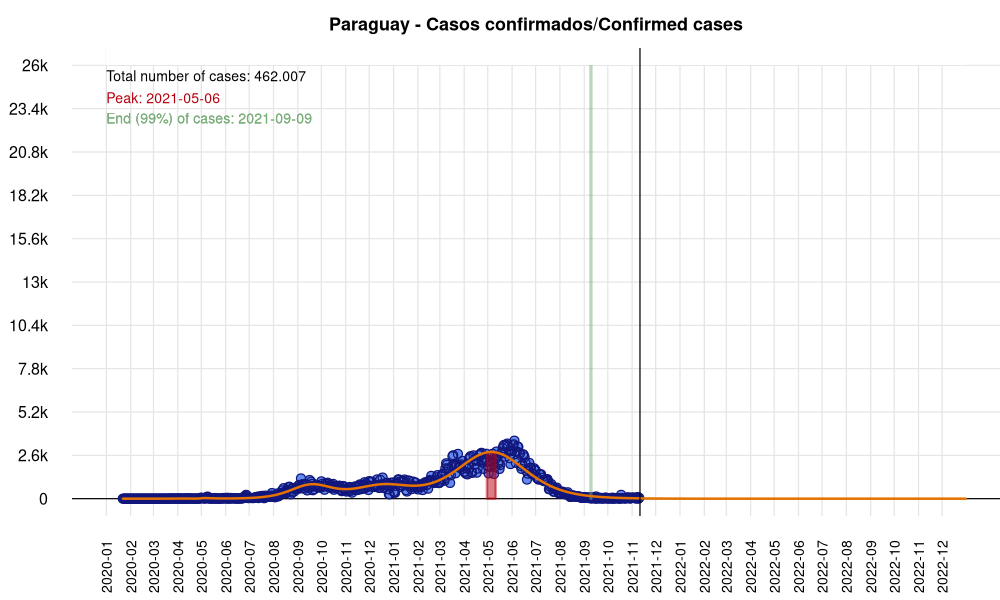 Paraguay - Casos confirmados/Confirmed cases
Total number of cases: 462.007
Peak: 2021-05-06
End (99%) of cases: 2021-09-09
26k
23.4k
20.8k
18.2k
15.6k
13k
10.4k
7.8k
5.2k
2.6k
0
2020-01
2020-02
2020-03
2020-04
2020-05
2020-06
2020-07
2020-08
2020-09
2020-10
2020-11
2020-12
2021-01
2021-02
2021-03
2021-04
2021-05
2021-06
2021-07
2021-08
2021-09
2021-10
2021-11
2021-12
2022-01
2022-02
2022-03
2022-04
2022-05
2022-06
2022-07
2022-08
2022-09
2022-10
2022-11
2022-12